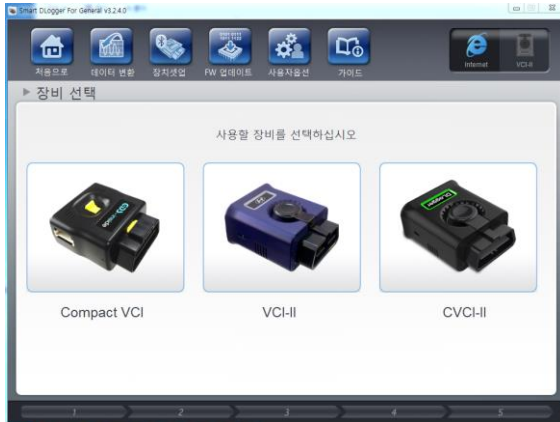 Smart DLogger For General v3.2.4.0
처음으로 데이터 변환 장치셋업 FW 업데이트 사용자옵션 가이드
Internet VCI-II
장비 선택
사용할 장비를 선택하십시오
DLogger
Compact VCI VCI-II CVCI-II
1 2 3 4 5